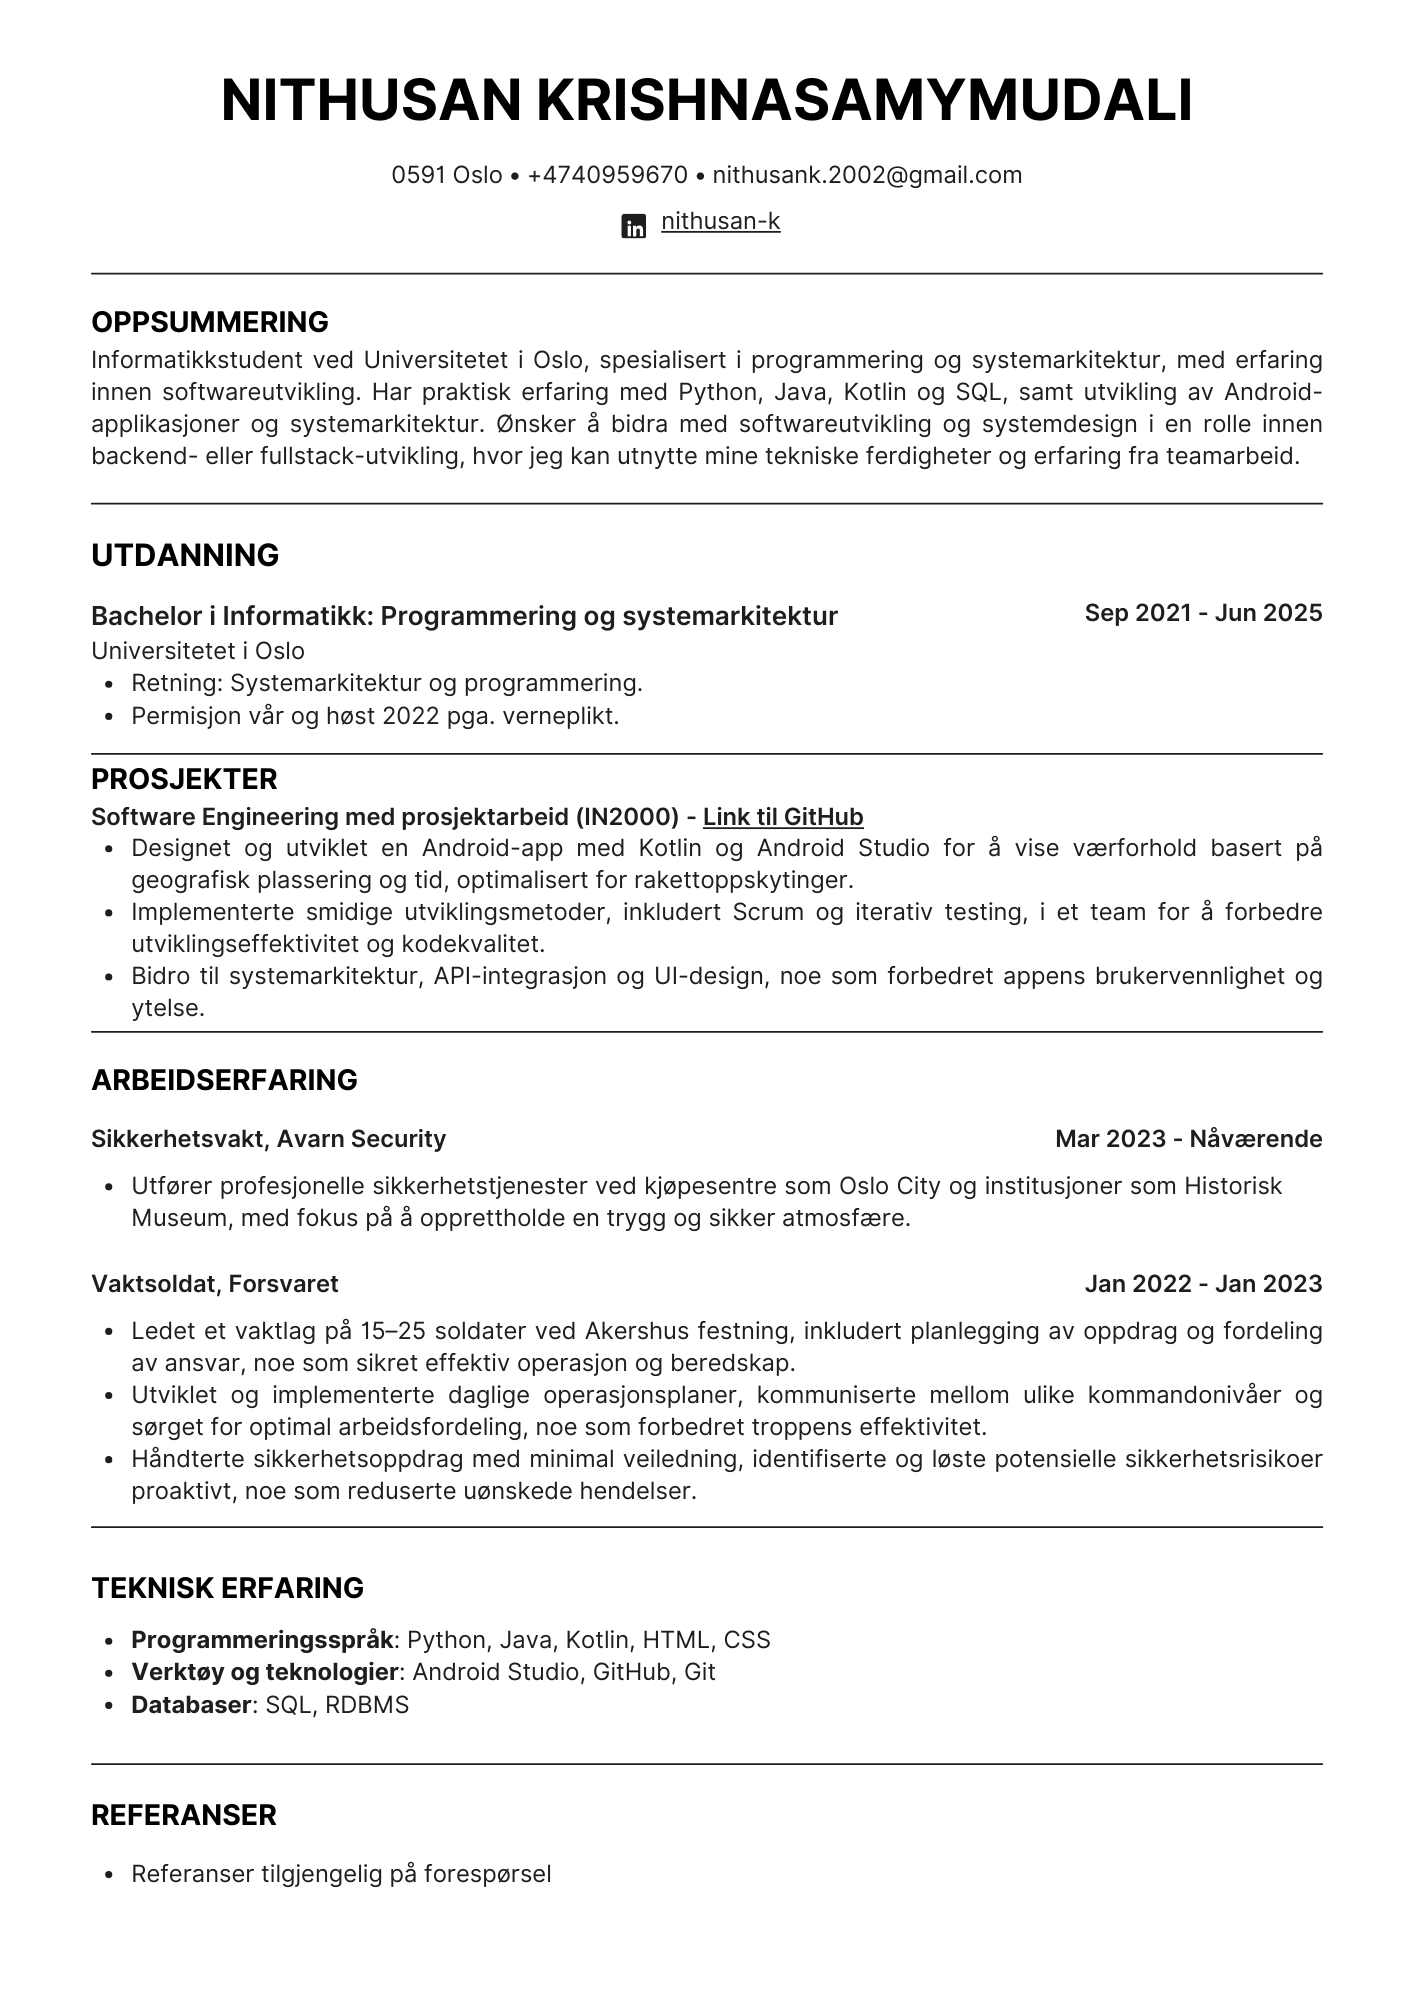 NITHUSAN KRISHNASAMYMUDALI
0591 Oslo • +4740959670 • nithusank.2002@gmail.com
in nithusan-k
OPPSUMMERING
Informatikkstudent ved Universitetet i Oslo, spesialisert i programmering og systemarkitektur, med erfaring
innen softwareutvikling. Har praktisk erfaring med Python, Java, Kotlin og SQL, samt utvikling av Android-
applikasjoner og systemarkitektur. Ønsker å bidra med softwareutvikling og systemdesign i en rolle innen
backend- eller fullstack-utvikling, hvor jeg kan utnytte mine tekniske ferdigheter og erfaring fra teamarbeid.
UTDANNING
Bachelor i Informatikk: Programmering og systemarkitektur Sep 2021 - Jun 2025
Universitetet i Oslo
• Retning: Systemarkitektur og programmering.
• Permisjon vår og høst 2022 pga. verneplikt.
PROSJEKTER
Software Engineering med prosjektarbeid (IN2000) - Link til GitHub
• Designet og utviklet en Android-app med Kotlin og Android Studio for å vise værforhold basert på
geografisk plassering og tid, optimalisert for rakettoppskytinger.
• Implementerte smidige utviklingsmetoder, inkludert Scrum og iterativ testing, i et team for å forbedre
utviklingseffektivitet og kodekvalitet.
• Bidro til systemarkitektur, API-integrasjon og UI-design, noe som forbedret appens brukervennlighet og
ytelse.
ARBEIDSERFARING
Sikkerhetsvakt, Avarn Security Mar 2023 - Nåværende
• Utfører profesjonelle sikkerhetstjenester ved kjøpesentre som Oslo City og institusjoner som Historisk
Museum, med fokus på å opprettholde en trygg og sikker atmosfære.
Vaktsoldat, Forsvaret Jan 2022 - Jan 2023
• Ledet et vaktlag på 15–25 soldater ved Akershus festning, inkludert planlegging av oppdrag og fordeling
av ansvar, noe som sikret effektiv operasjon og beredskap.
• Utviklet og implementerte daglige operasjonsplaner, kommuniserte mellom ulike kommandonivåer og
sørget for optimal arbeidsfordeling, noe som forbedret troppens effektivitet.
• Håndterte sikkerhetsoppdrag med minimal veiledning, identifiserte og løste potensielle sikkerhetsrisikoer
proaktivt, noe som reduserte uønskede hendelser.
TEKNISK ERFARING
• Programmeringsspråk: Python, Java, Kotlin, HTML, CSS
• Verktøy og teknologier: Android Studio, GitHub, Git
• Databaser: SQL, RDBMS
REFERANSER
• Referanser tilgjengelig på forespørsel